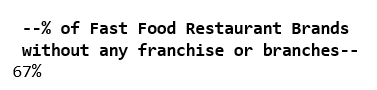 --% of Fast Food Restaurant Brands
without any franchise or branches--
67%